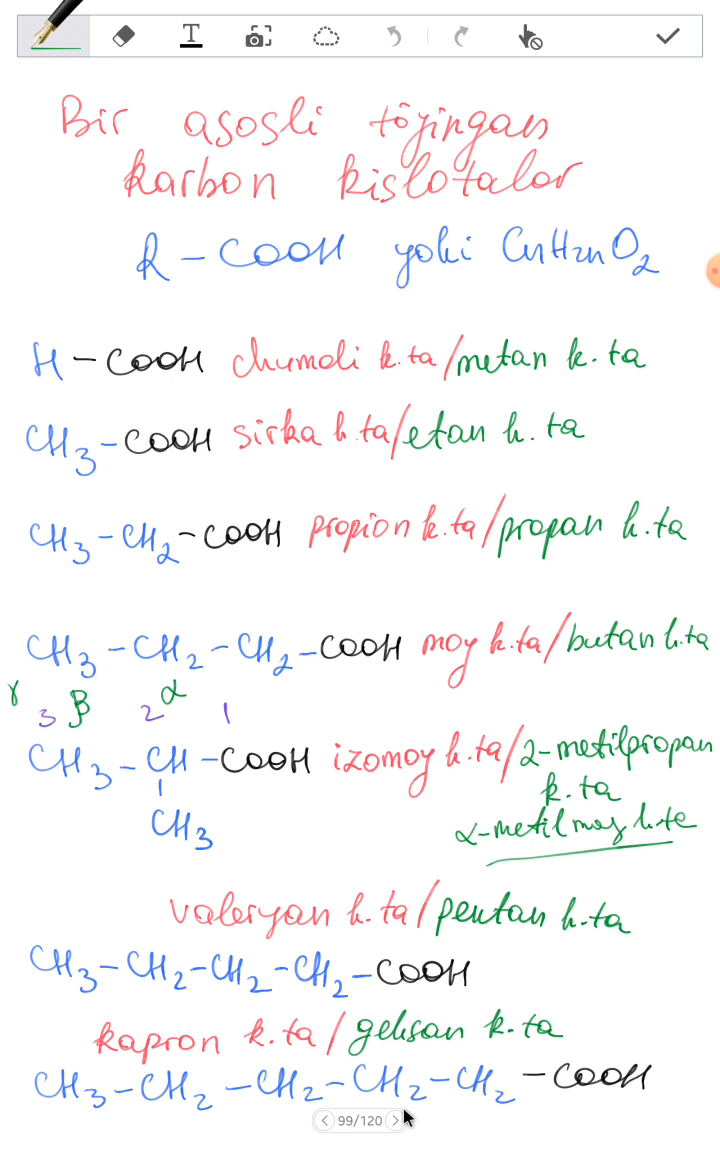 T
Bir asosli to'yingan
karbon kislotalar
R-COOH yoki CnH2nO2
H-COOH chumoli k.ta/metan k.ta
CH3-COOH sirka k.ta/etan k.ta
CH3-CH2-COOH propion k.ta/propan k.ta
CH3-CH2-CH2-COOH moy k.ta/butan k.ta
γ 3 β 2 α 1
CH3-CH-COOH izomoy k.ta/2-metilpropan
k.ta
CH3
α-metil moy k.ta
valeryan k.ta/pentan k.ta
CH3-CH2-CH2-CH2-COOH
kapron k.ta/geksan k.ta
CH3-CH2-CH2-CH2-CH2-COOH
99/120